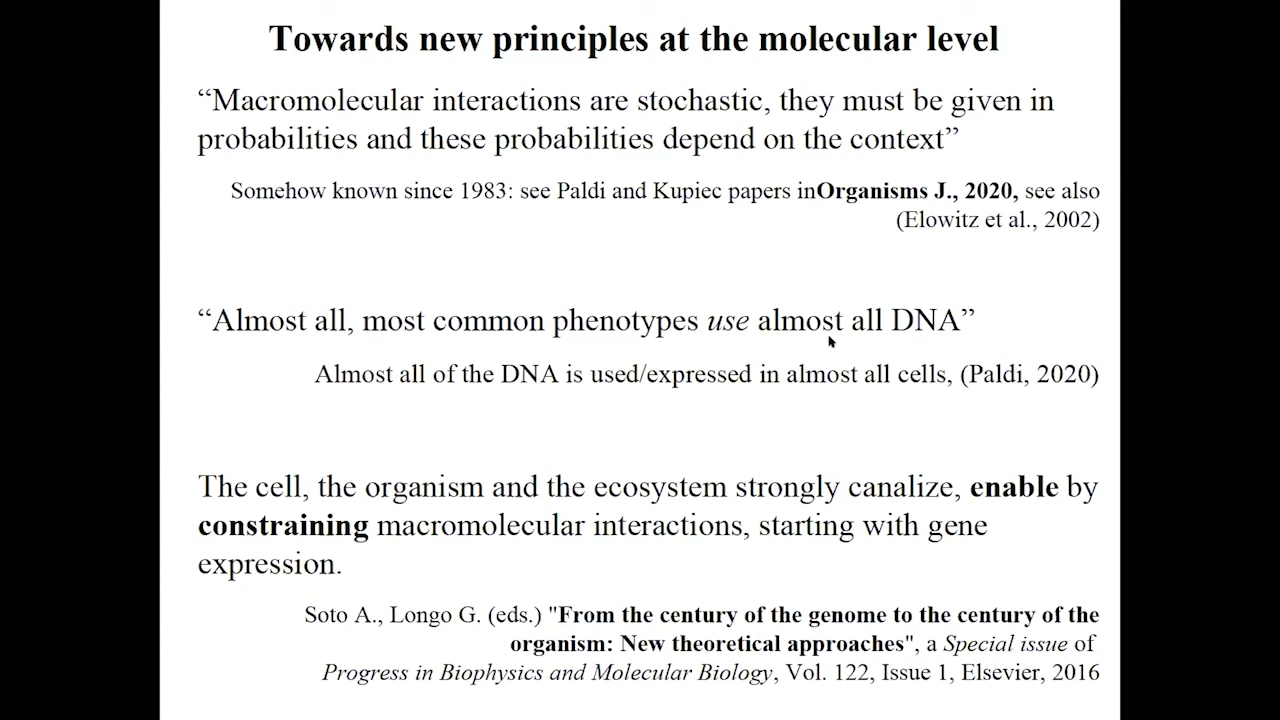 Towards new principles at the molecular level
“Macromolecular interactions are stochastic, they must be given in
probabilities and these probabilities depend on the context”
Somehow known since 1983: see Paldi and Kupiec papers inOrganisms J., 2020, see also
(Elowitz et al., 2002)
“Almost all, most common phenotypes use almost all DNA”
Almost all of the DNA is used/expressed in almost all cells, (Paldi, 2020)
The cell, the organism and the ecosystem strongly canalize, enable by
constraining macromolecular interactions, starting with gene
expression.
Soto A., Longo G. (eds.) "From the century of the genome to the century of the
organism: New theoretical approaches", a Special issue of
Progress in Biophysics and Molecular Biology, Vol. 122, Issue 1, Elsevier, 2016